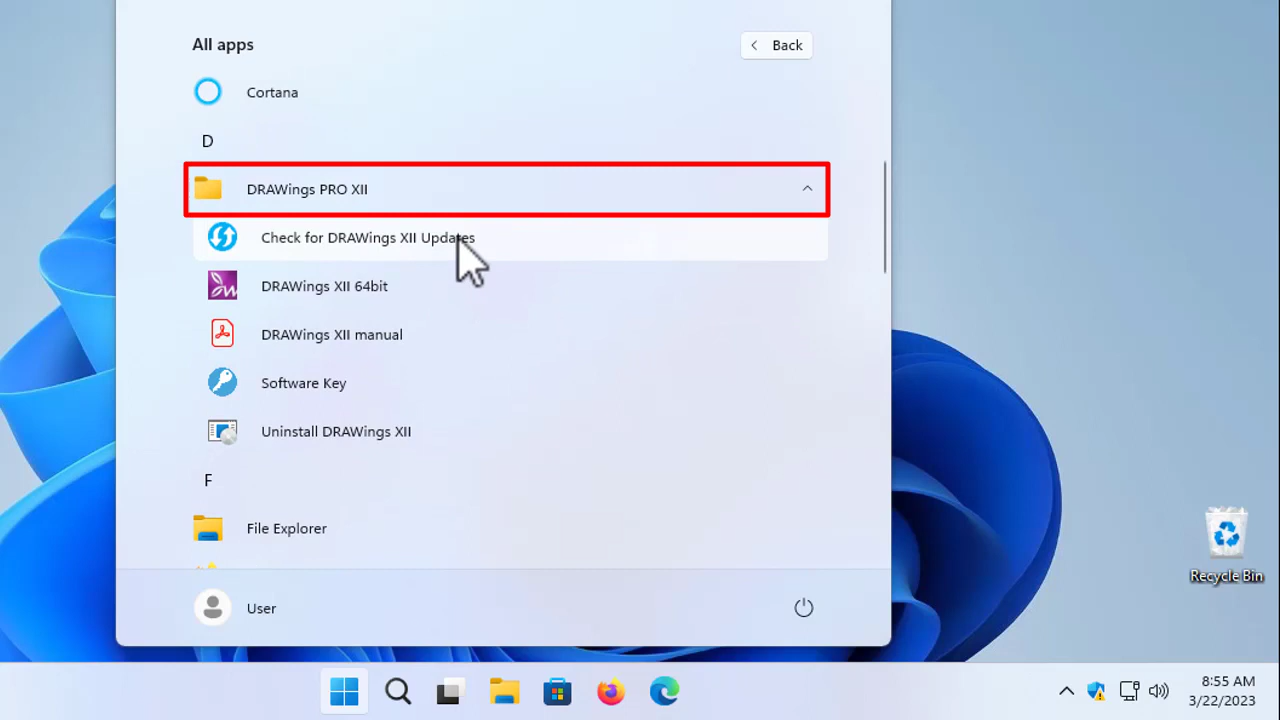 All apps
Back
Cortana
D
DRAWings PRO XII
Check for DRAWings XII Updates
DRAWings XII 64bit
DRAWings XII manual
Software Key
Uninstall DRAWings XII
F
File Explorer
User
Recycle Bin
8:55 AM
3/22/2023